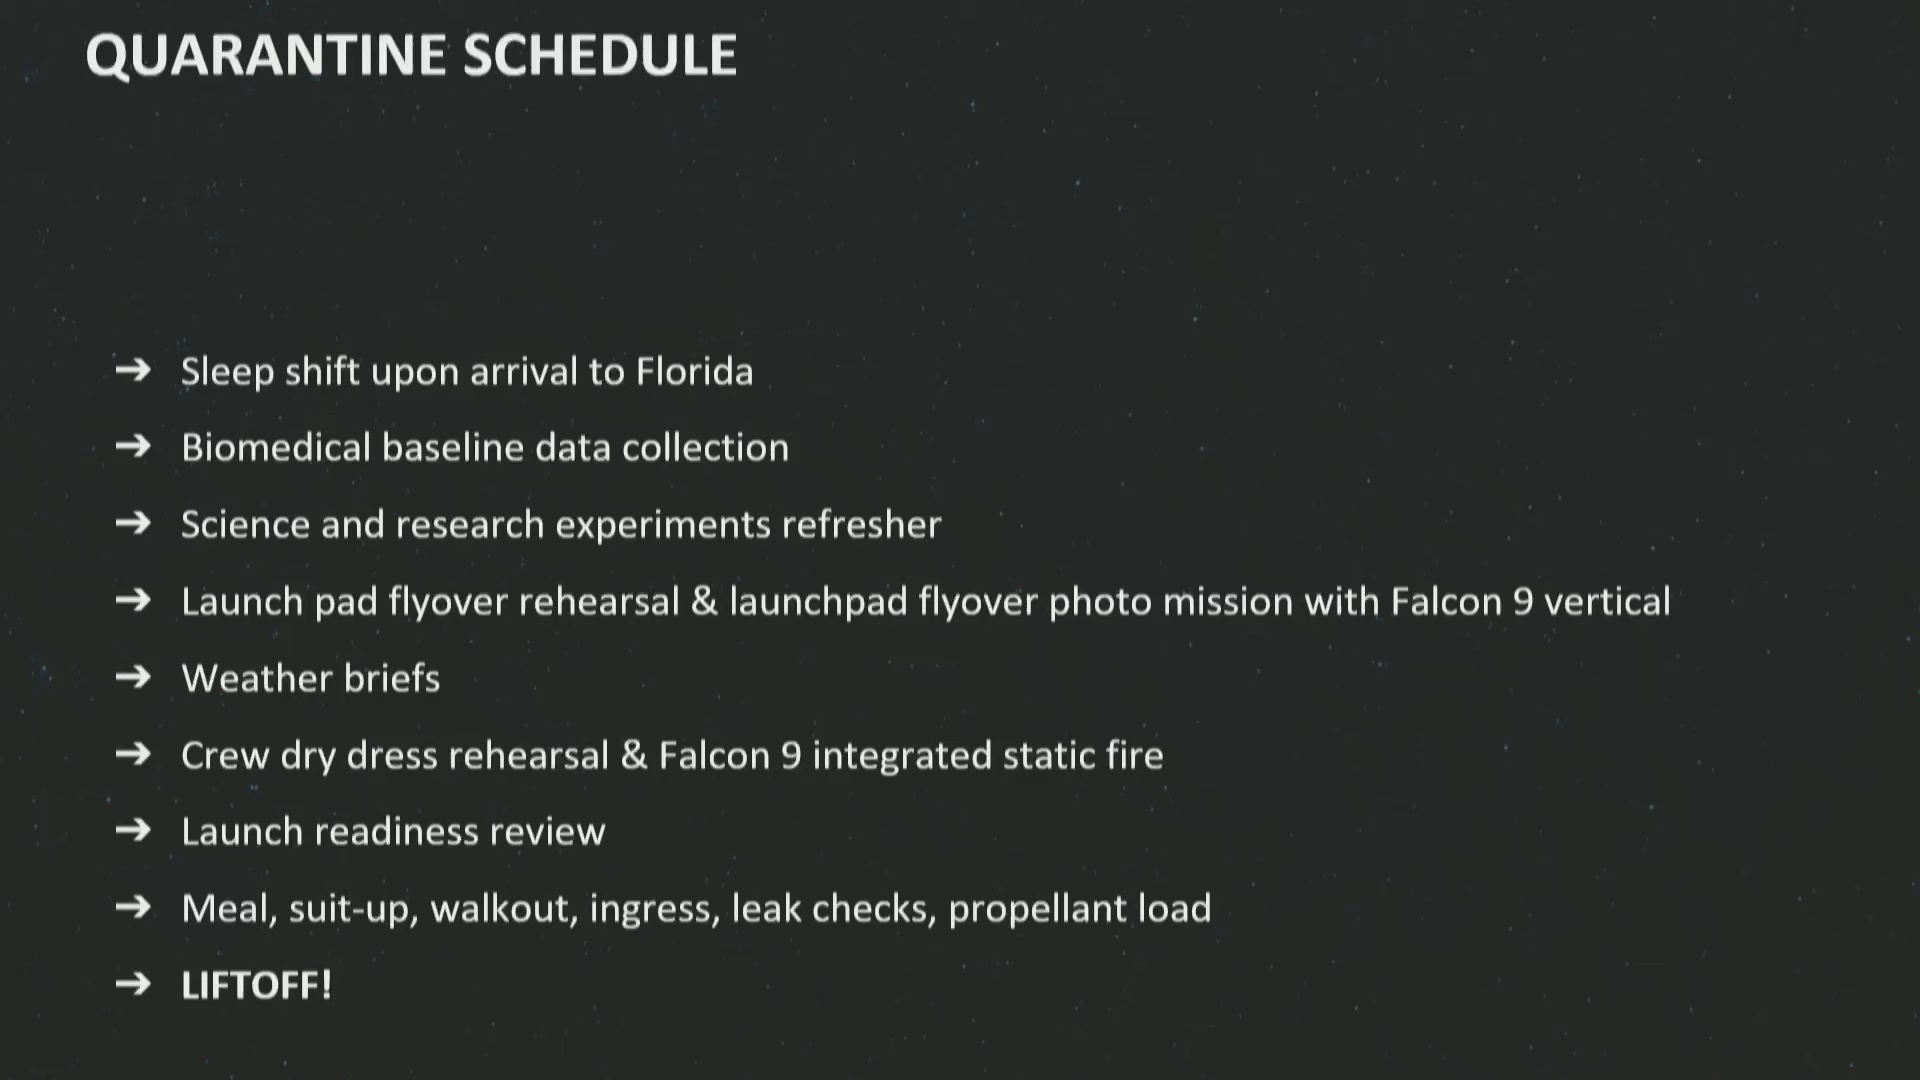 QUARANTINE SCHEDULE
➔ Sleep shift upon arrival to Florida
➔ Biomedical baseline data collection
➔ Science and research experiments refresher
➔ Launch pad flyover rehearsal & launchpad flyover photo mission with Falcon 9 vertical
➔ Weather briefs
➔ Crew dry dress rehearsal & Falcon 9 integrated static fire
➔ Launch readiness review
➔ Meal, suit-up, walkout, ingress, leak checks, propellant load
➔ LIFTOFF!